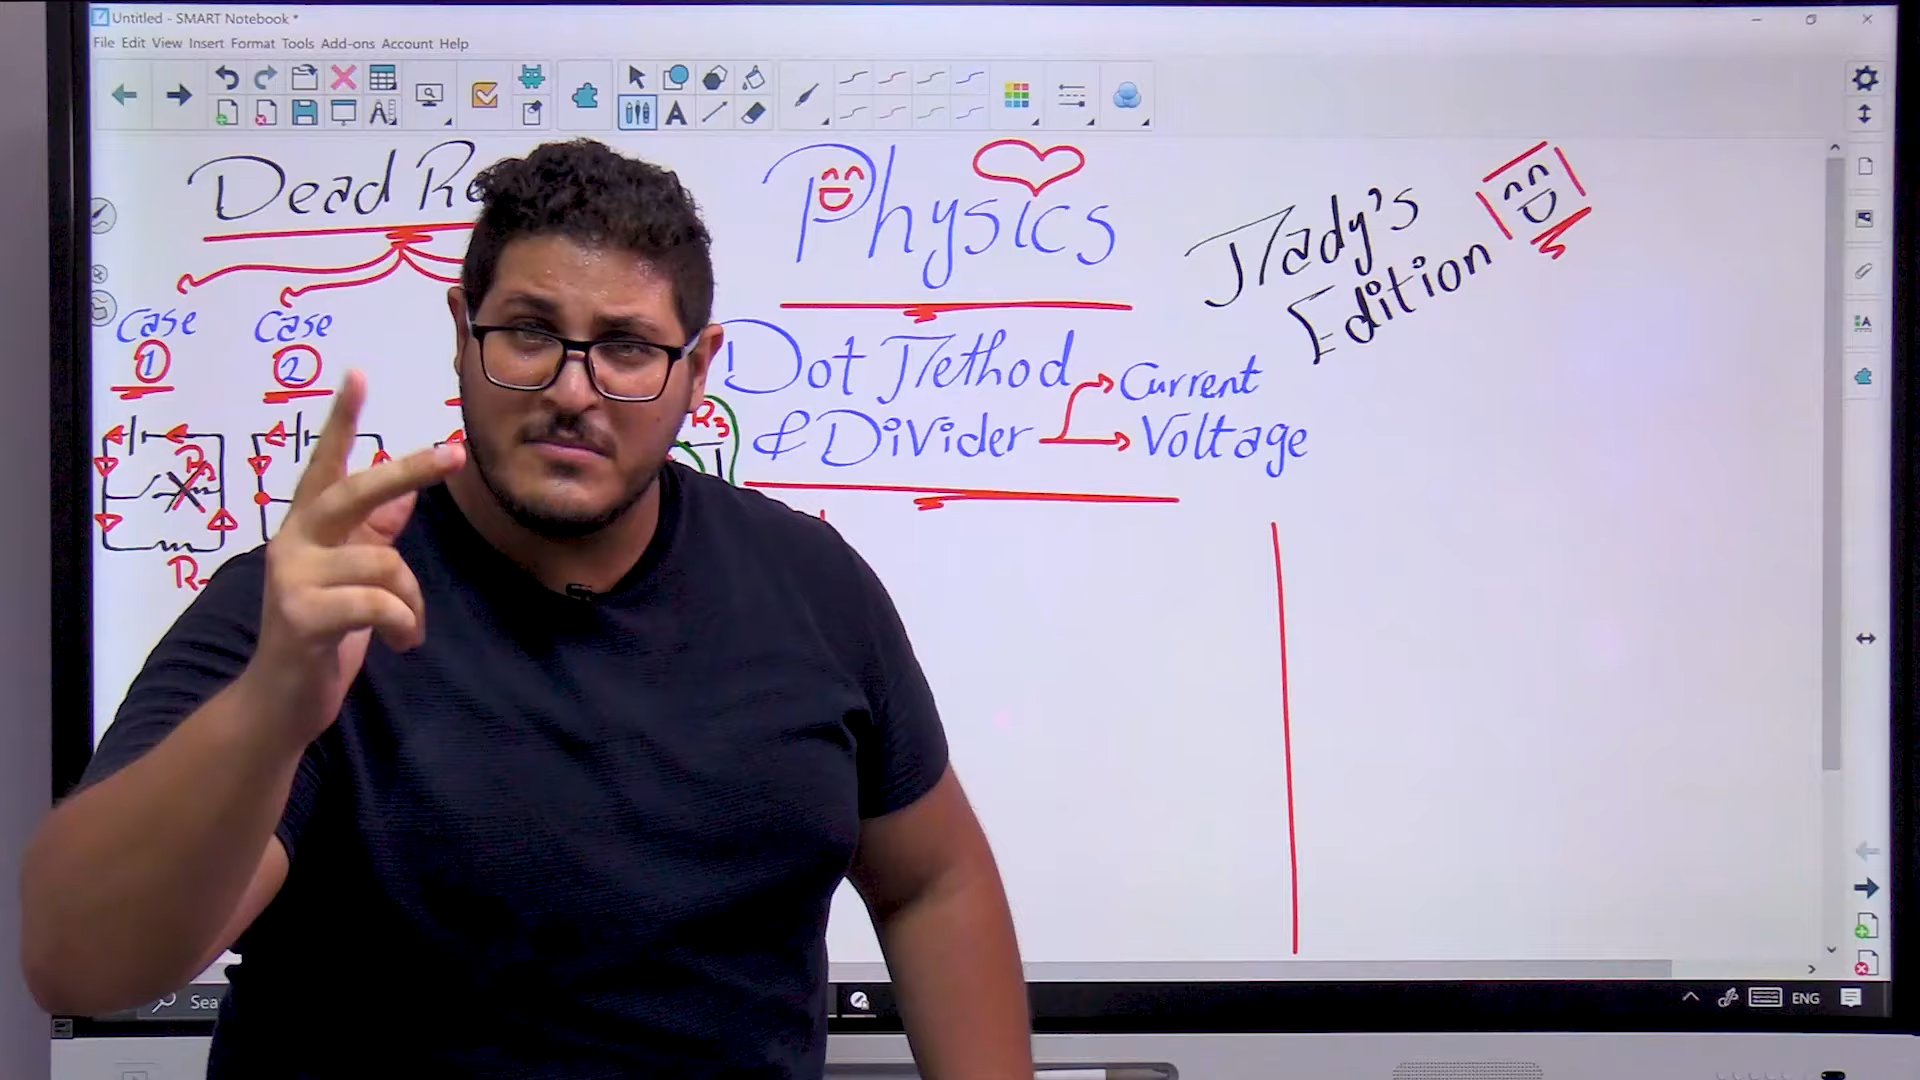 Untitled - SMART Notebook *
File Edit View Insert Format Tools Add-ons Account Help
Dead Re
Physics
Mady's
Edition
Case
1
Case
2
Dot Method
& Divider
Current
Voltage
R3
ENG